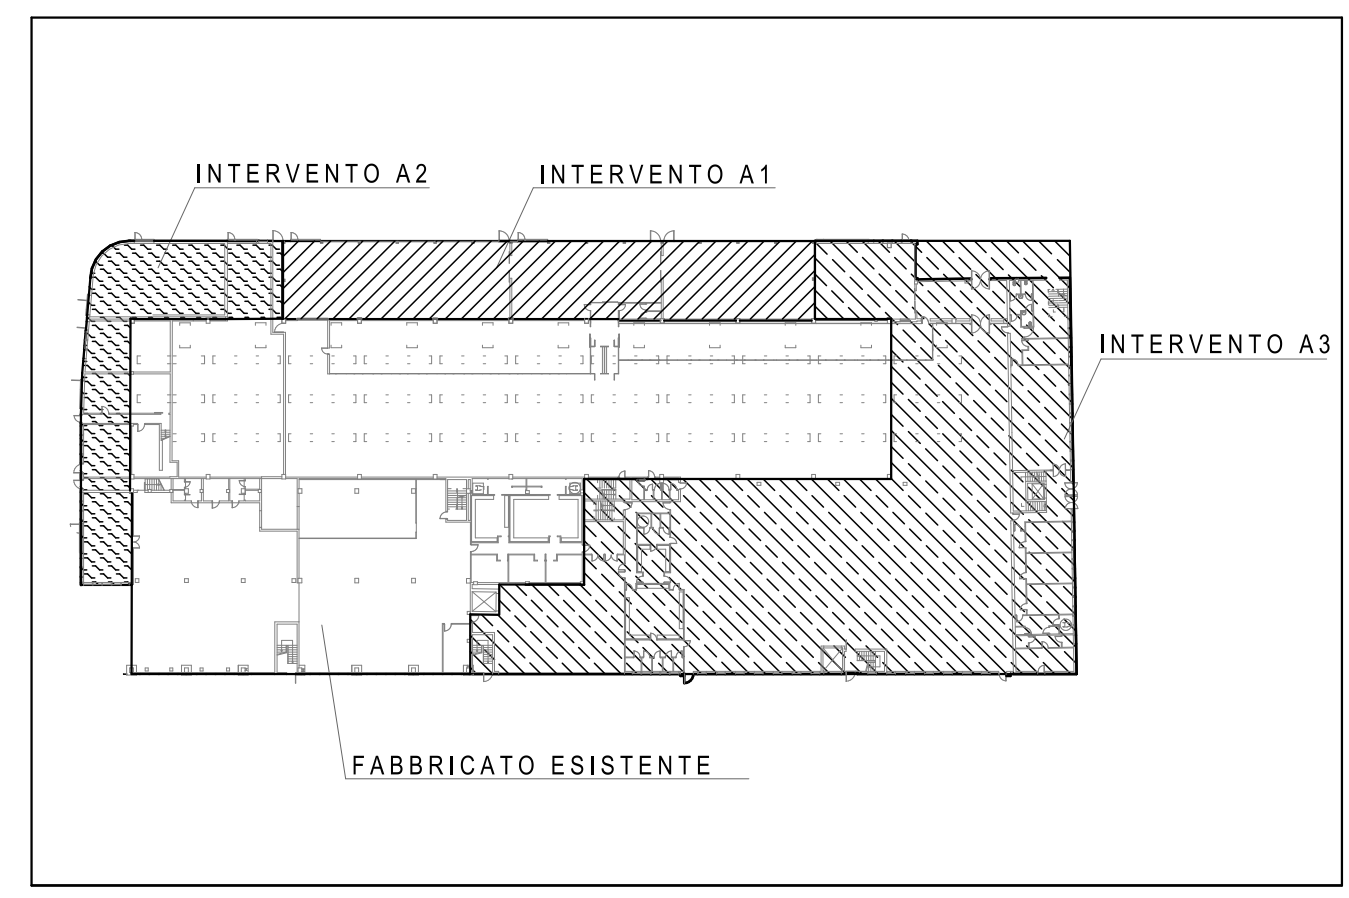 INTERVENTO A2
INTERVENTO A1
INTERVENTO A3
FABBRICATO ESISTENTE